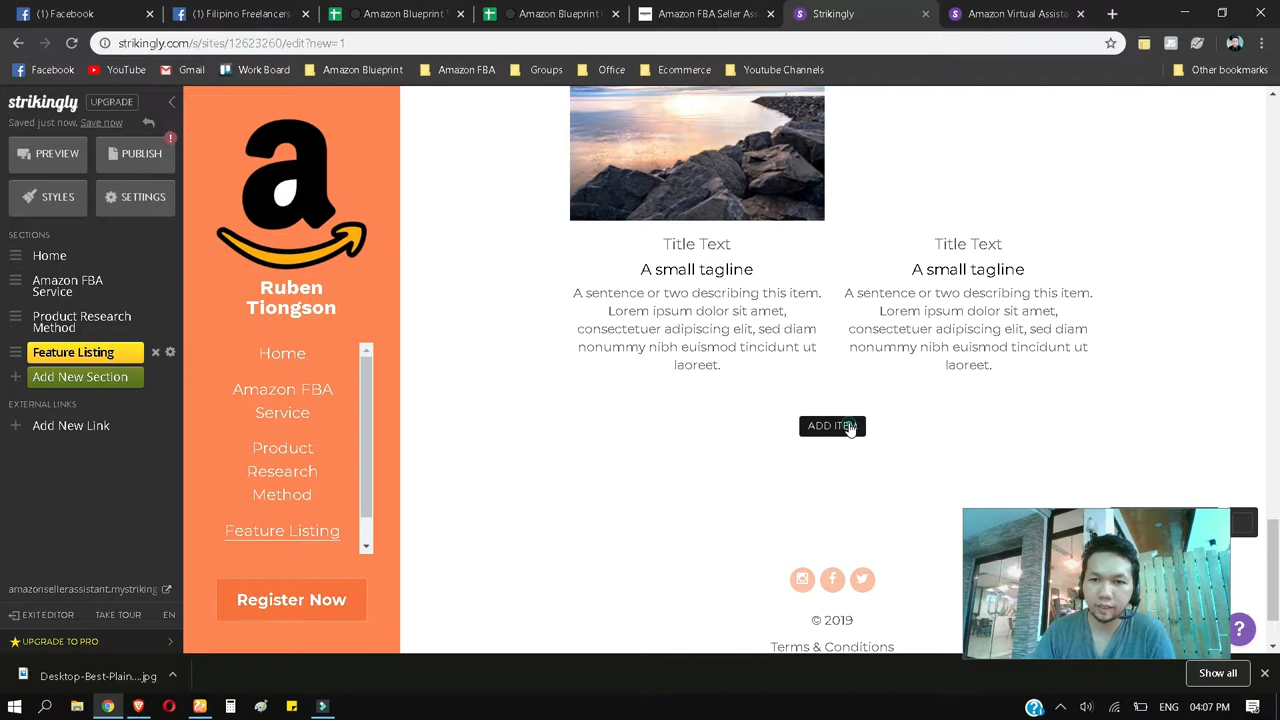 Facebook
Filipino Freelancers
Amazon Blueprint
Amazon Blueprint
Amazon FBA Seller Ass
Strikingly
Amazon Virtual Assista
strikingly.com/s/sites/12623260/edit?new=1
Facebook
YouTube
Gmail
Work Board
Amazon Blueprint
Amazon FBA
Groups
Office
Ecommerce
Youtube Channels
Other bookmarks
strikingly
UPGRADE
Saved just now. Save now
PREVIEW
PUBLISH
!
STYLES
SETTINGS
SECTIONS
Home
Amazon FBA
Service
Product Research
Method
Feature Listing
Add New Section
EXTERNAL LINKS
Add New Link
amazonsellerassistant.mystriking
EXIT EDITOR
TAKE TOUR
EN
UPGRADE TO PRO
a
Ruben
Tiongson
Home
Amazon FBA
Service
Product
Research
Method
Feature Listing
Register Now
Title Text
A small tagline
A sentence or two describing this item.
Lorem ipsum dolor sit amet,
consectetuer adipiscing elit, sed diam
nonummy nibh euismod tincidunt ut
laoreet.
Title Text
A small tagline
A sentence or two describing this item.
Lorem ipsum dolor sit amet,
consectetuer adipiscing elit, sed diam
nonummy nibh euismod tincidunt ut
laoreet.
ADD ITEM
© 2019
Terms & Conditions
?
Desktop-Best-Plain....jpg
Show all
04:07 PM